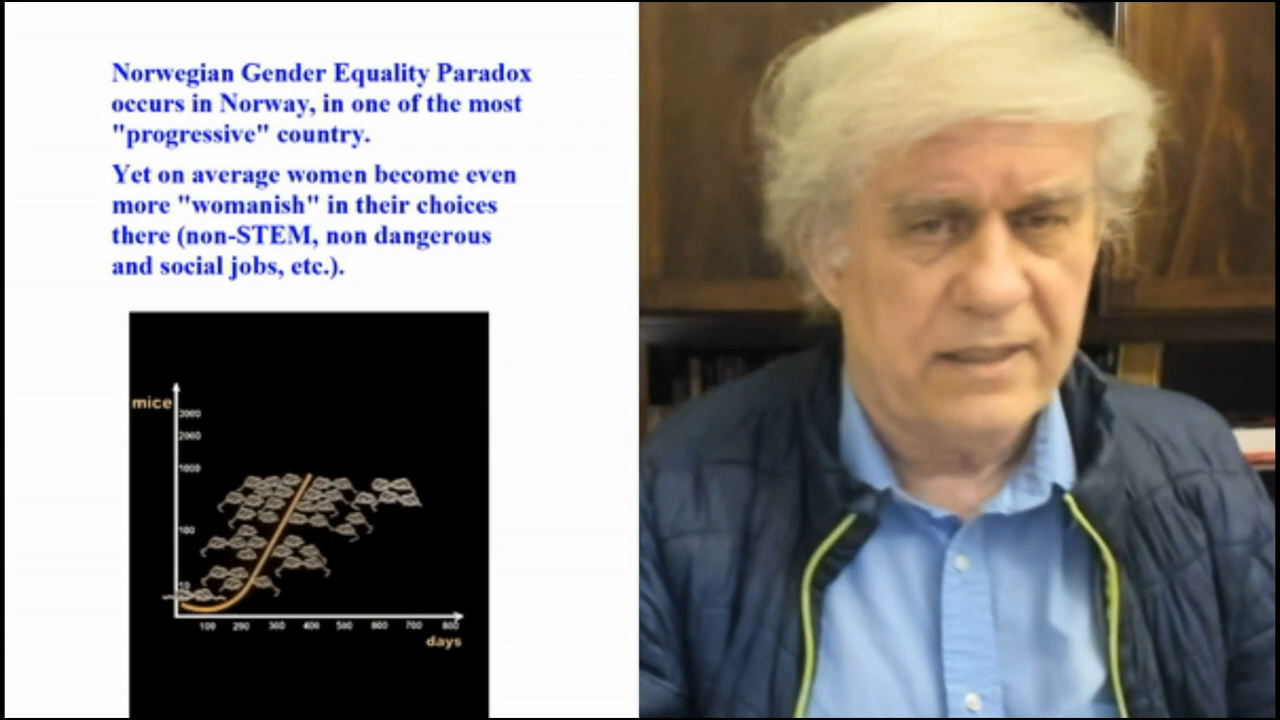 Norwegian Gender Equality Paradox
occurs in Norway, in one of the most
"progressive" country.
Yet on average women become even
more "womanish" in their choices
there (non-STEM, non dangerous
and social jobs, etc.).
mice
2000
1000
100
10
100 200 300 400 500 600 700 800
days